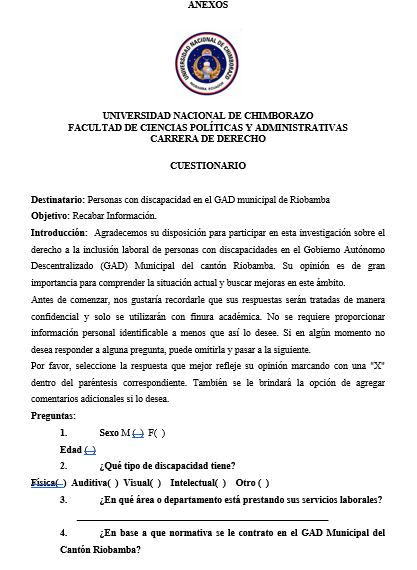 ANEXOS
UNIVERSIDAD NACIONAL DE CHIMBORAZO
RIOBAMBA - ECUADOR
UNIVERSIDAD NACIONAL DE CHIMBORAZO
FACULTAD DE CIENCIAS POLÍTICAS Y ADMINISTRATIVAS
CARRERA DE DERECHO
CUESTIONARIO
Destinatario: Personas con discapacidad en el GAD municipal de Riobamba
Objetivo: Recabar Información.
Introducción: Agradecemos su disposición para participar en esta investigación sobre el
derecho a la inclusión laboral de personas con discapacidades en el Gobierno Autónomo
Descentralizado (GAD) Municipal del cantón Riobamba. Su opinión es de gran
importancia para comprender la situación actual y buscar mejoras en este ámbito.
Antes de comenzar, nos gustaría recordarle que sus respuestas serán tratadas de manera
confidencial y solo se utilizarán con finura académica. No se requiere proporcionar
información personal identificable a menos que así lo desee. Si en algún momento no
desea responder a alguna pregunta, puede omitirla y pasar a la siguiente.
Por favor, seleccione la respuesta que mejor refleje su opinión marcando con una "X"
dentro del paréntesis correspondiente. También se le brindará la opción de agregar
comentarios adicionales si lo desea.
Preguntas:
1. Sexo M ( ) F( )
Edad ( )
2. ¿Qué tipo de discapacidad tiene?
Física( ) Auditiva( ) Visual( ) Intelectual( ) Otro ( )
3. ¿En qué área o departamento está prestando sus servicios laborales?
4. ¿En base a que normativa se le contrato en el GAD Municipal del
Cantón Riobamba?